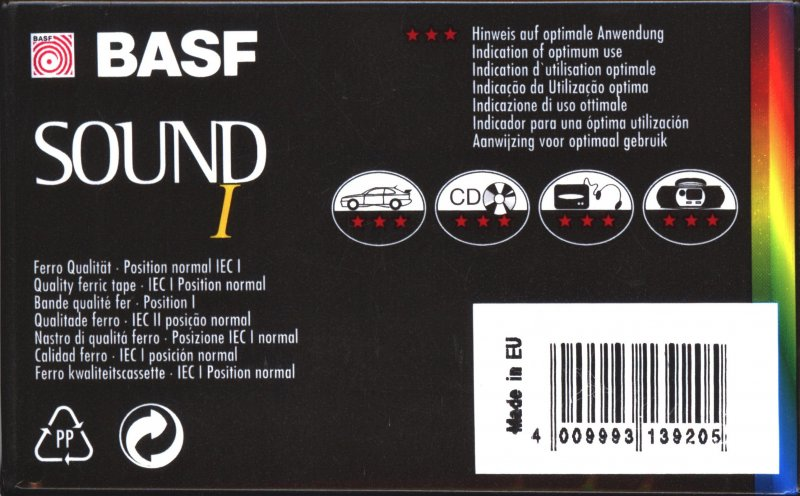 BASF
BASF
SOUND
I
Ferro Qualität · Position normal IEC I
Quality ferric tape · IEC I Position normal
Bande qualité fer · Position I
Qualitade ferro · IEC II posição normal
Nastro di qualitá ferro · Posizione IEC I normal
Calidad ferro · IEC I posición normal
Ferro kwaliteitscassette · IEC I Position normal
PP
★ ★ ★ Hinweis auf optimale Anwendung
Indication of optimum use
Indication d`utilisation optimale
Indicação da Utilização optima
Indicazione di uso ottimale
Indicador para una óptima utilización
Aanwijzing voor optimaal gebruik
CD
Made in EU
4 009993 139205